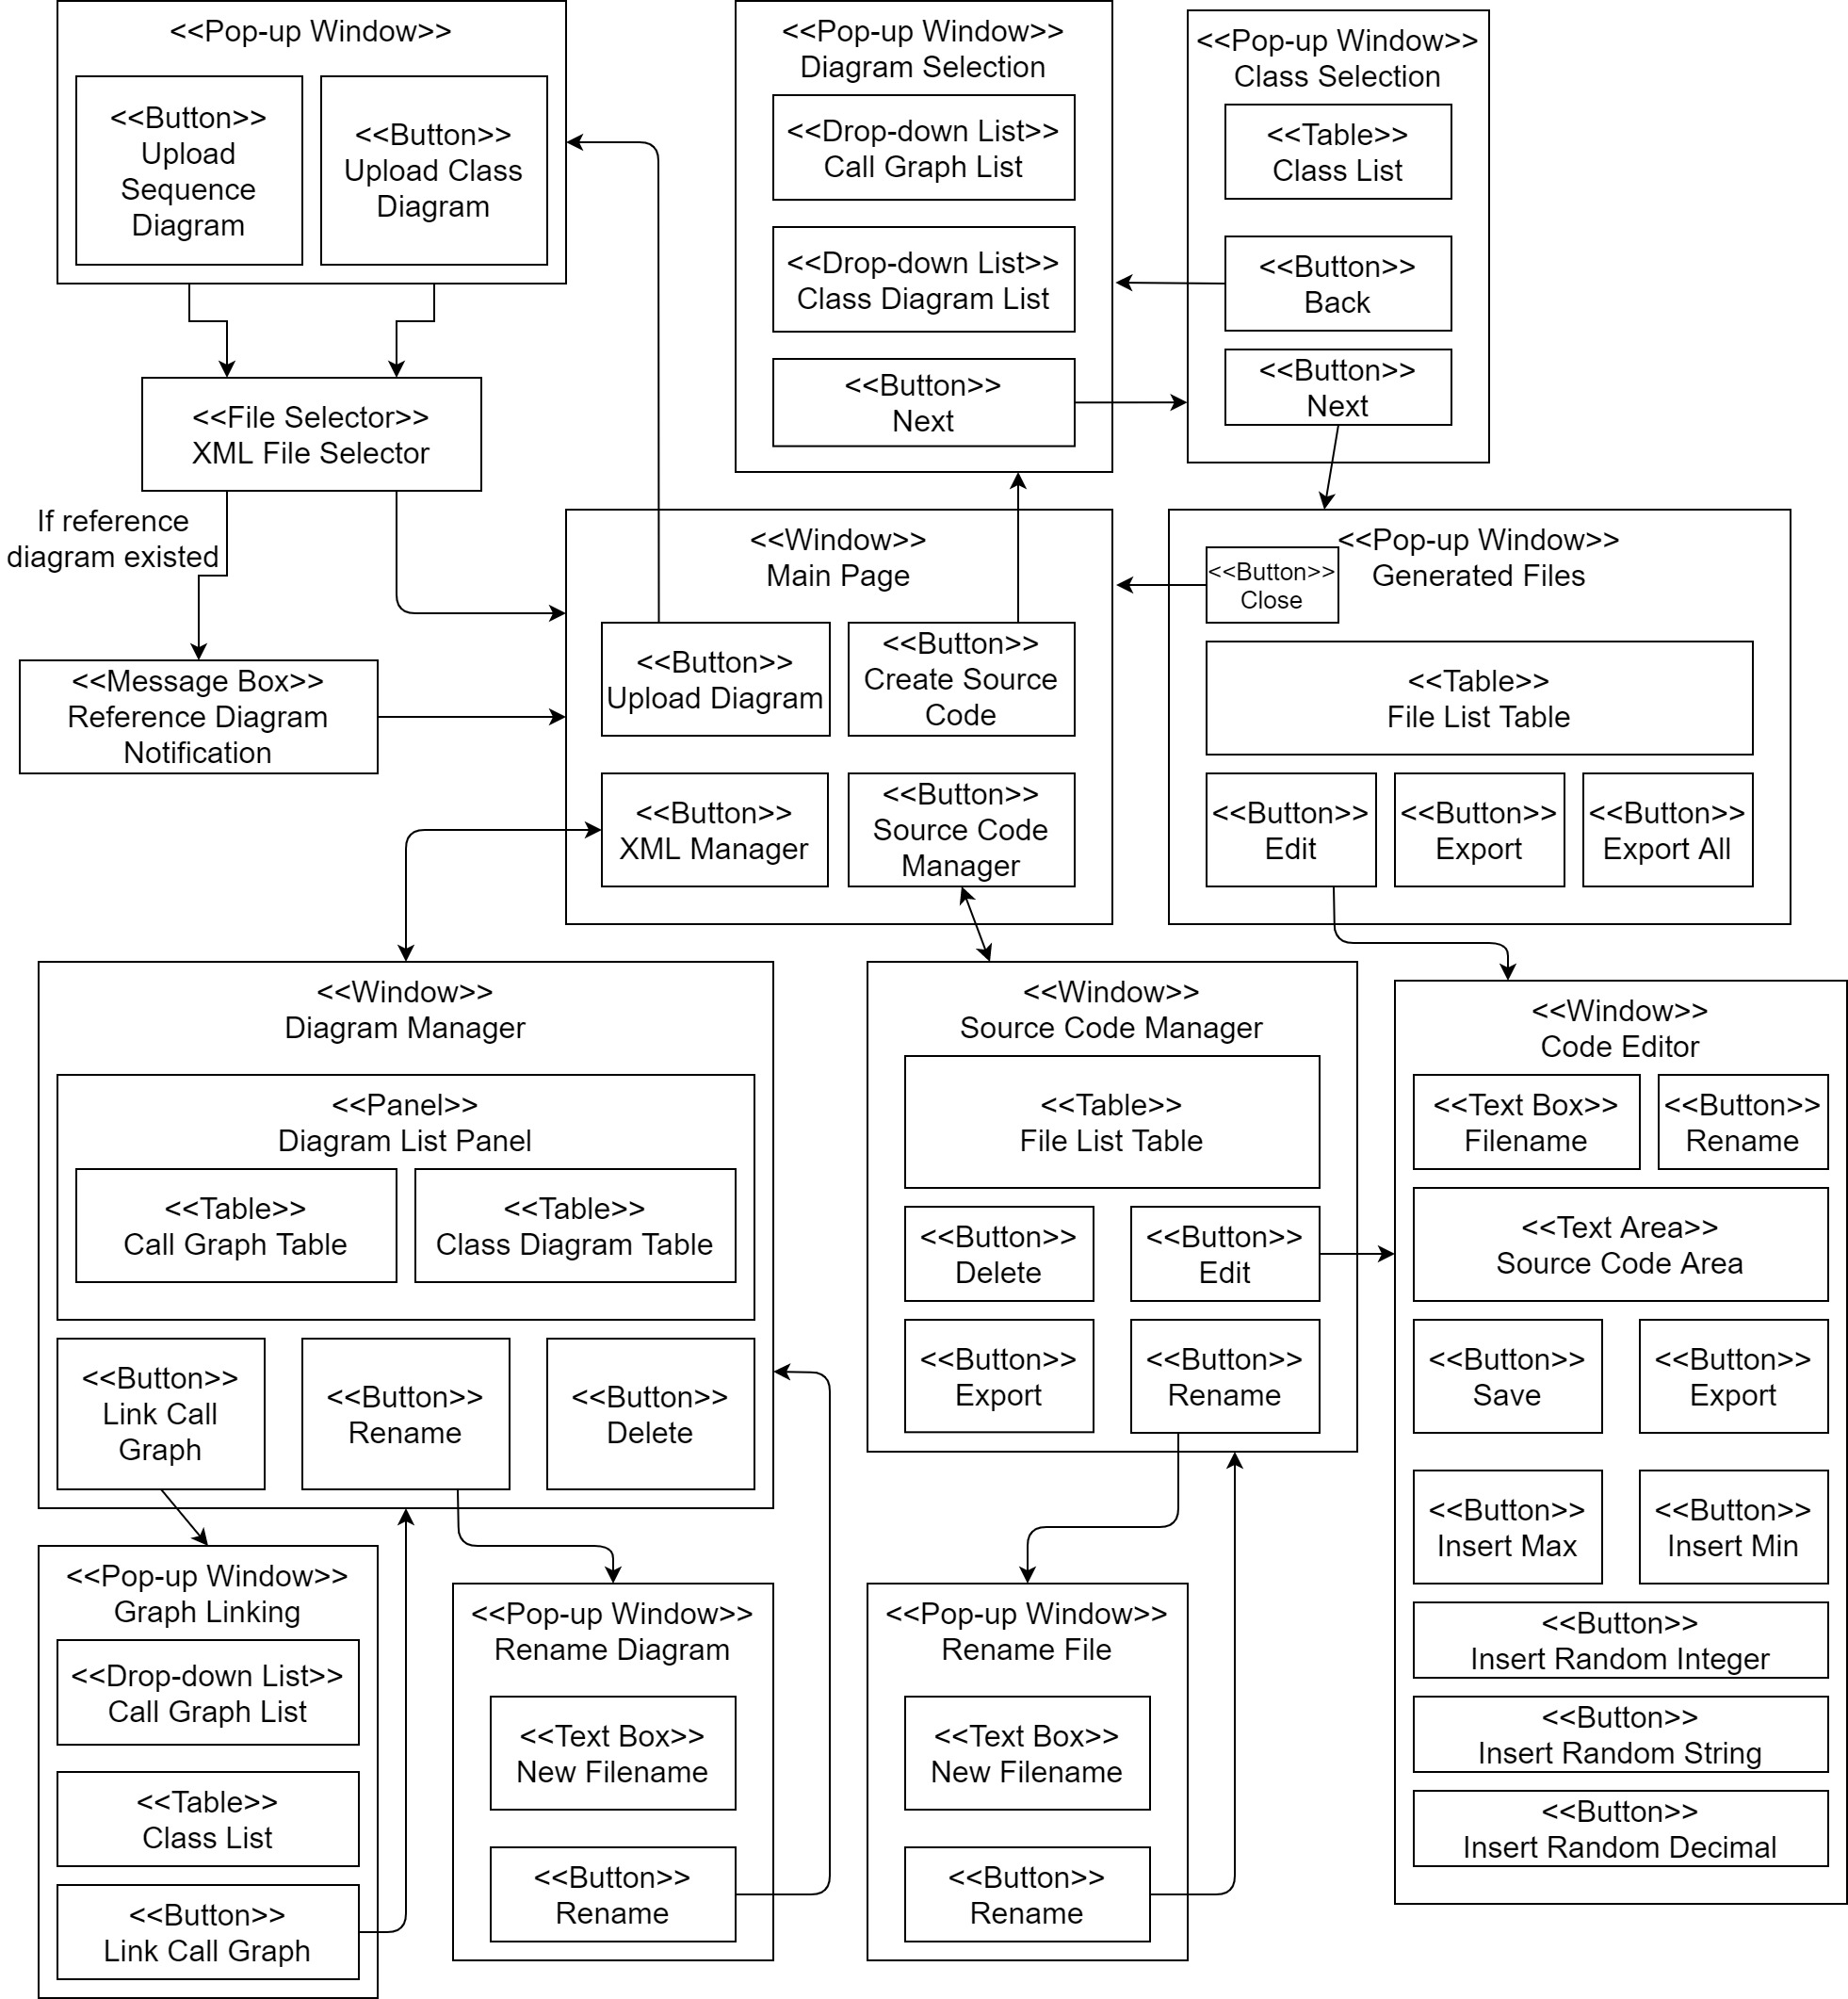 <<Pop-up Window>>
<<Button>>
Upload
Sequence
Diagram
<<Button>>
Upload Class
Diagram
<<File Selector>>
XML File Selector
If reference
diagram existed
<<Message Box>>
Reference Diagram
Notification
<<Pop-up Window>>
Diagram Selection
<<Drop-down List>>
Call Graph List
<<Drop-down List>>
Class Diagram List
<<Button>>
Next
<<Pop-up Window>>
Class Selection
<<Table>>
Class List
<<Button>>
Back
<<Button>>
Next
<<Window>>
Main Page
<<Button>>
Upload Diagram
<<Button>>
Create Source
Code
<<Button>>
XML Manager
<<Button>>
Source Code
Manager
<<Pop-up Window>>
Generated Files
<<Button>>
Close
<<Table>>
File List Table
<<Button>>
Edit
<<Button>>
Export
<<Button>>
Export All
<<Window>>
Diagram Manager
<<Panel>>
Diagram List Panel
<<Table>>
Call Graph Table
<<Table>>
Class Diagram Table
<<Button>>
Link Call
Graph
<<Button>>
Rename
<<Button>>
Delete
<<Window>>
Source Code Manager
<<Table>>
File List Table
<<Button>>
Delete
<<Button>>
Edit
<<Button>>
Export
<<Button>>
Rename
<<Window>>
Code Editor
<<Text Box>>
Filename
<<Button>>
Rename
<<Text Area>>
Source Code Area
<<Button>>
Save
<<Button>>
Export
<<Button>>
Insert Max
<<Button>>
Insert Min
<<Button>>
Insert Random Integer
<<Button>>
Insert Random String
<<Button>>
Insert Random Decimal
<<Pop-up Window>>
Graph Linking
<<Drop-down List>>
Call Graph List
<<Table>>
Class List
<<Button>>
Link Call Graph
<<Pop-up Window>>
Rename Diagram
<<Text Box>>
New Filename
<<Button>>
Rename
<<Pop-up Window>>
Rename File
<<Text Box>>
New Filename
<<Button>>
Rename